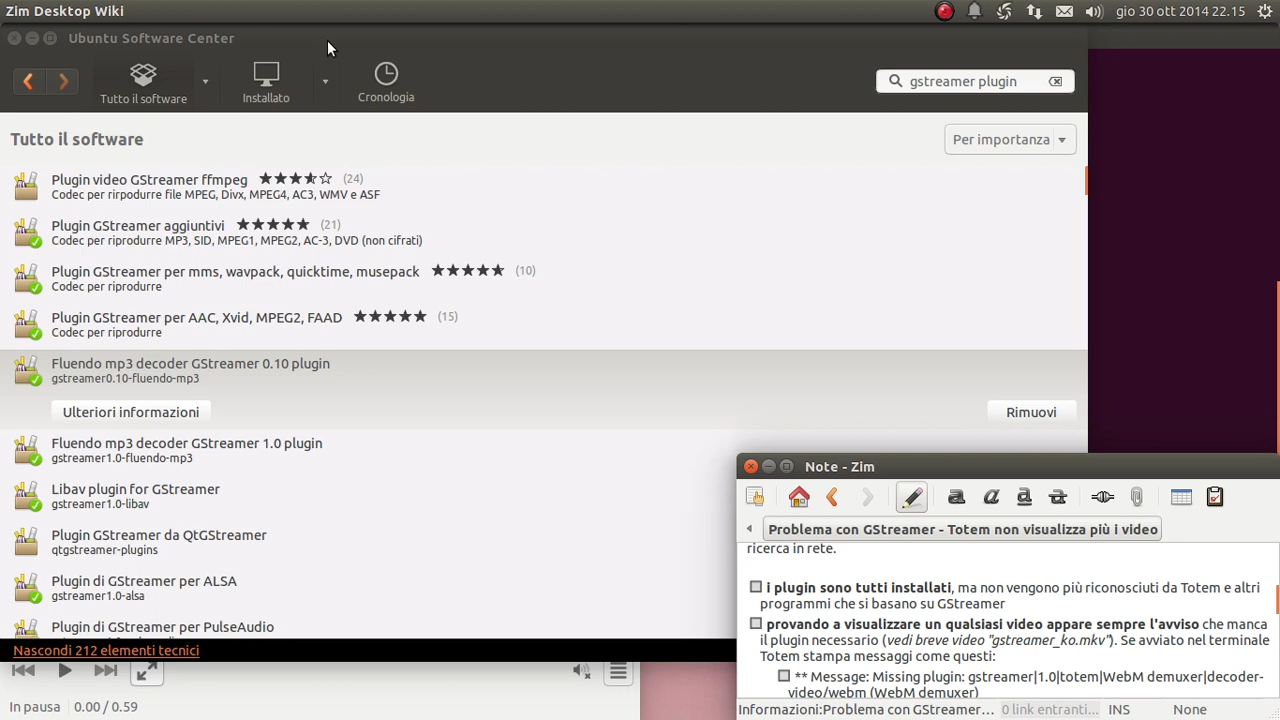 Zim Desktop Wiki
gio 30 ott 2014 22.15
Ubuntu Software Center
Tutto il software
Installato
Cronologia
gstreamer plugin
Tutto il software
Per importanza
Plugin video GStreamer ffmpeg (24)
Codec per rirpodurre file MPEG, Divx, MPEG4, AC3, WMV e ASF
Plugin GStreamer aggiuntivi (21)
Codec per riprodurre MP3, SID, MPEG1, MPEG2, AC-3, DVD (non cifrati)
Plugin GStreamer per mms, wavpack, quicktime, musepack (10)
Codec per riprodurre
Plugin GStreamer per AAC, Xvid, MPEG2, FAAD (15)
Codec per riprodurre
Fluendo mp3 decoder GStreamer 0.10 plugin
gstreamer0.10-fluendo-mp3
Ulteriori informazioni
Rimuovi
Fluendo mp3 decoder GStreamer 1.0 plugin
gstreamer1.0-fluendo-mp3
Libav plugin for GStreamer
gstreamer1.0-libav
Plugin GStreamer da QtGStreamer
qtgstreamer-plugins
Plugin di GStreamer per ALSA
gstreamer1.0-alsa
Plugin di GStreamer per PulseAudio
Nascondi 212 elementi tecnici
In pausa 0.00 / 0.59
Note - Zim
a a a a
Problema con GStreamer - Totem non visualizza più i video
ricerca in rete.
i plugin sono tutti installati, ma non vengono più riconosciuti da Totem e altri
programmi che si basano su GStreamer
provando a visualizzare un qualsiasi video appare sempre l'avviso che manca
il plugin necessario (vedi breve video "gstreamer_ko.mkv"). Se avviato nel terminale
Totem stampa messaggi come questi:
** Message: Missing plugin: gstreamer|1.0|totem|WebM demuxer|decoder-
video/webm (WebM demuxer)
Informazioni:Problema con GStreamer... 0 link entranti... INS None